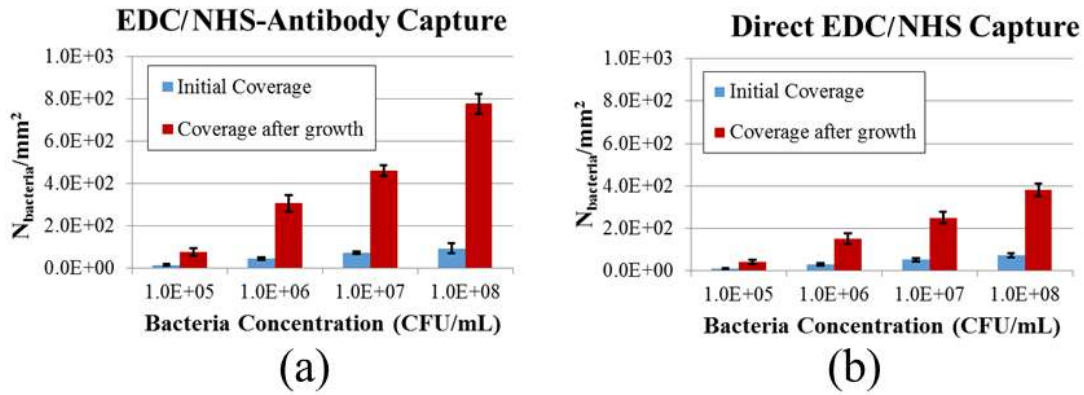 EDC/NHS-Antibody Capture
1.0E+03
8.0E+02
6.0E+02
4.0E+02
2.0E+02
0.0E+00
N_bacteria/mm²
Initial Coverage
Coverage after growth
1.0E+05 1.0E+06 1.0E+07 1.0E+08
Bacteria Concentration (CFU/mL)
(a)
Direct EDC/NHS Capture
1.0E+03
8.0E+02
6.0E+02
4.0E+02
2.0E+02
0.0E+00
N_bacteria/mm²
Initial Coverage
Coverage after growth
1.0E+05 1.0E+06 1.0E+07 1.0E+08
Bacteria Concentration (CFU/mL)
(b)